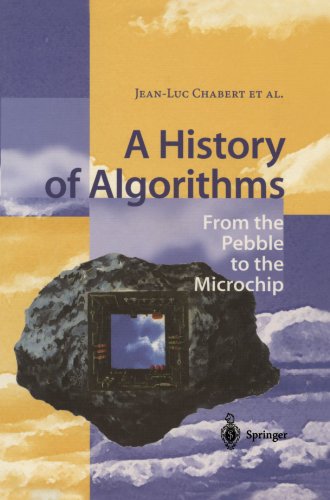 JEAN-LUC CHABERT ET AL.
A History
of Algorithms
From the
Pebble
to the
Microchip
Springer